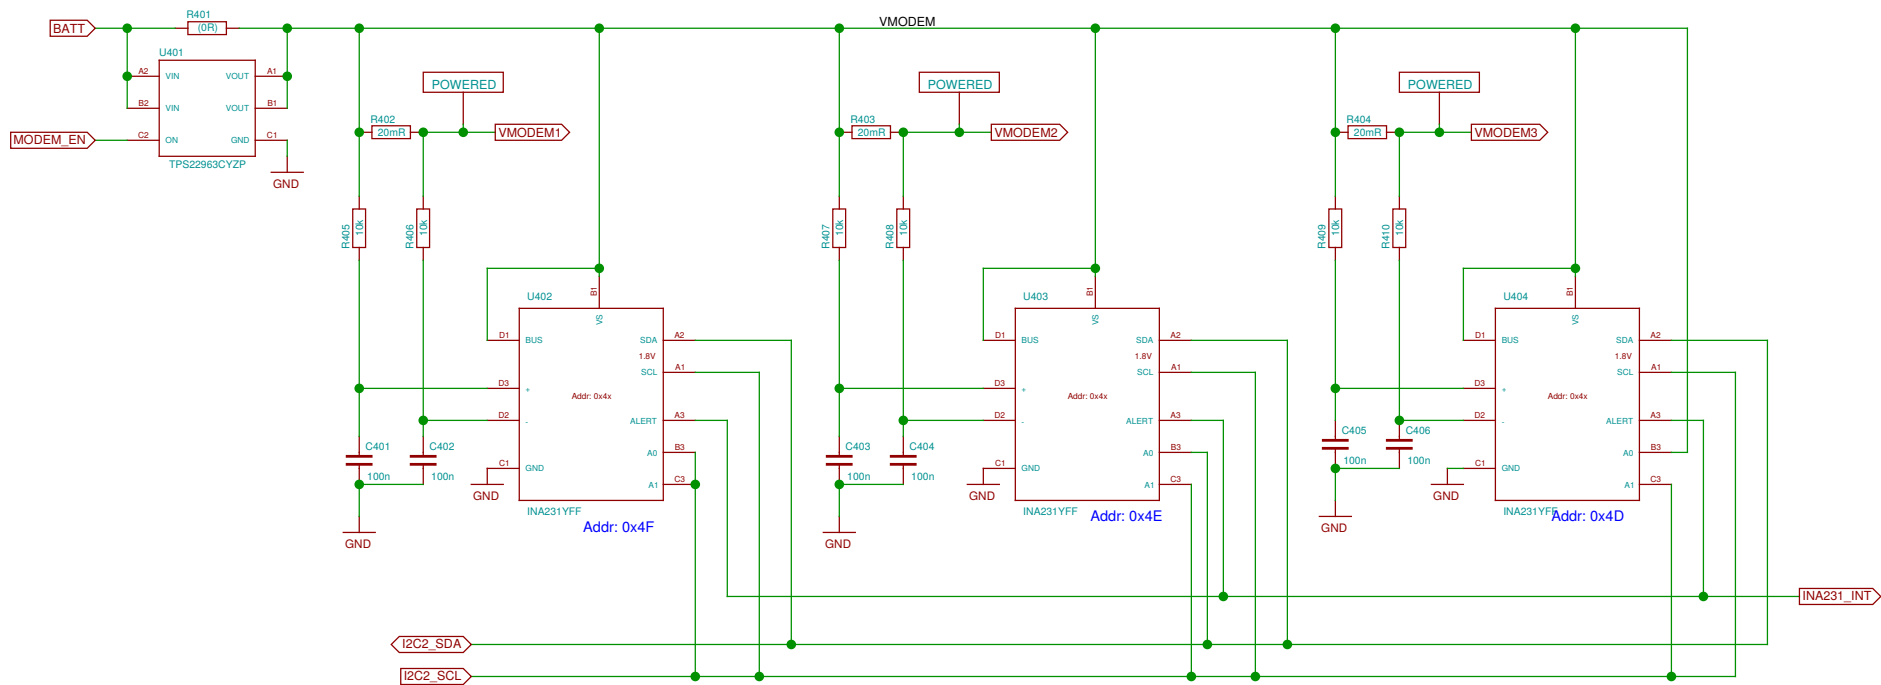 VMODEM
BATT
R401
(0R)
U401
A2 VIN VOUT A1
B2 VIN VOUT B1
MODEM_EN
C2 ON GND C1
TPS22963CYZP
GND
POWERED
R402
20mR
VMODEM1
R405
10k
R406
10k
U402
B1
VS
D1 BUS SDA A2
1.8V
SCL A1
D3 +
Addr: 0x4x
D2 - ALERT A3
C401
100n
C402
100n
A0 B3
C1 GND
A1 C3
GND
INA231YFF
Addr: 0x4F
GND
POWERED
R403
20mR
VMODEM2
R407
10k
R408
10k
U403
B1
VS
D1 BUS SDA A2
1.8V
SCL A1
D3 +
Addr: 0x4x
D2 - ALERT A3
C403
100n
C404
100n
A0 B3
C1 GND
A1 C3
GND
INA231YFF
Addr: 0x4E
GND
POWERED
R404
20mR
VMODEM3
R409
10k
R410
10k
U404
B1
VS
D1 BUS SDA A2
1.8V
SCL A1
D3 +
Addr: 0x4x
D2 - ALERT A3
C405
100n
C406
100n
A0 B3
C1 GND
A1 C3
GND
INA231YFF
Addr: 0x4D
GND
INA231_INT
I2C2_SDA
I2C2_SCL